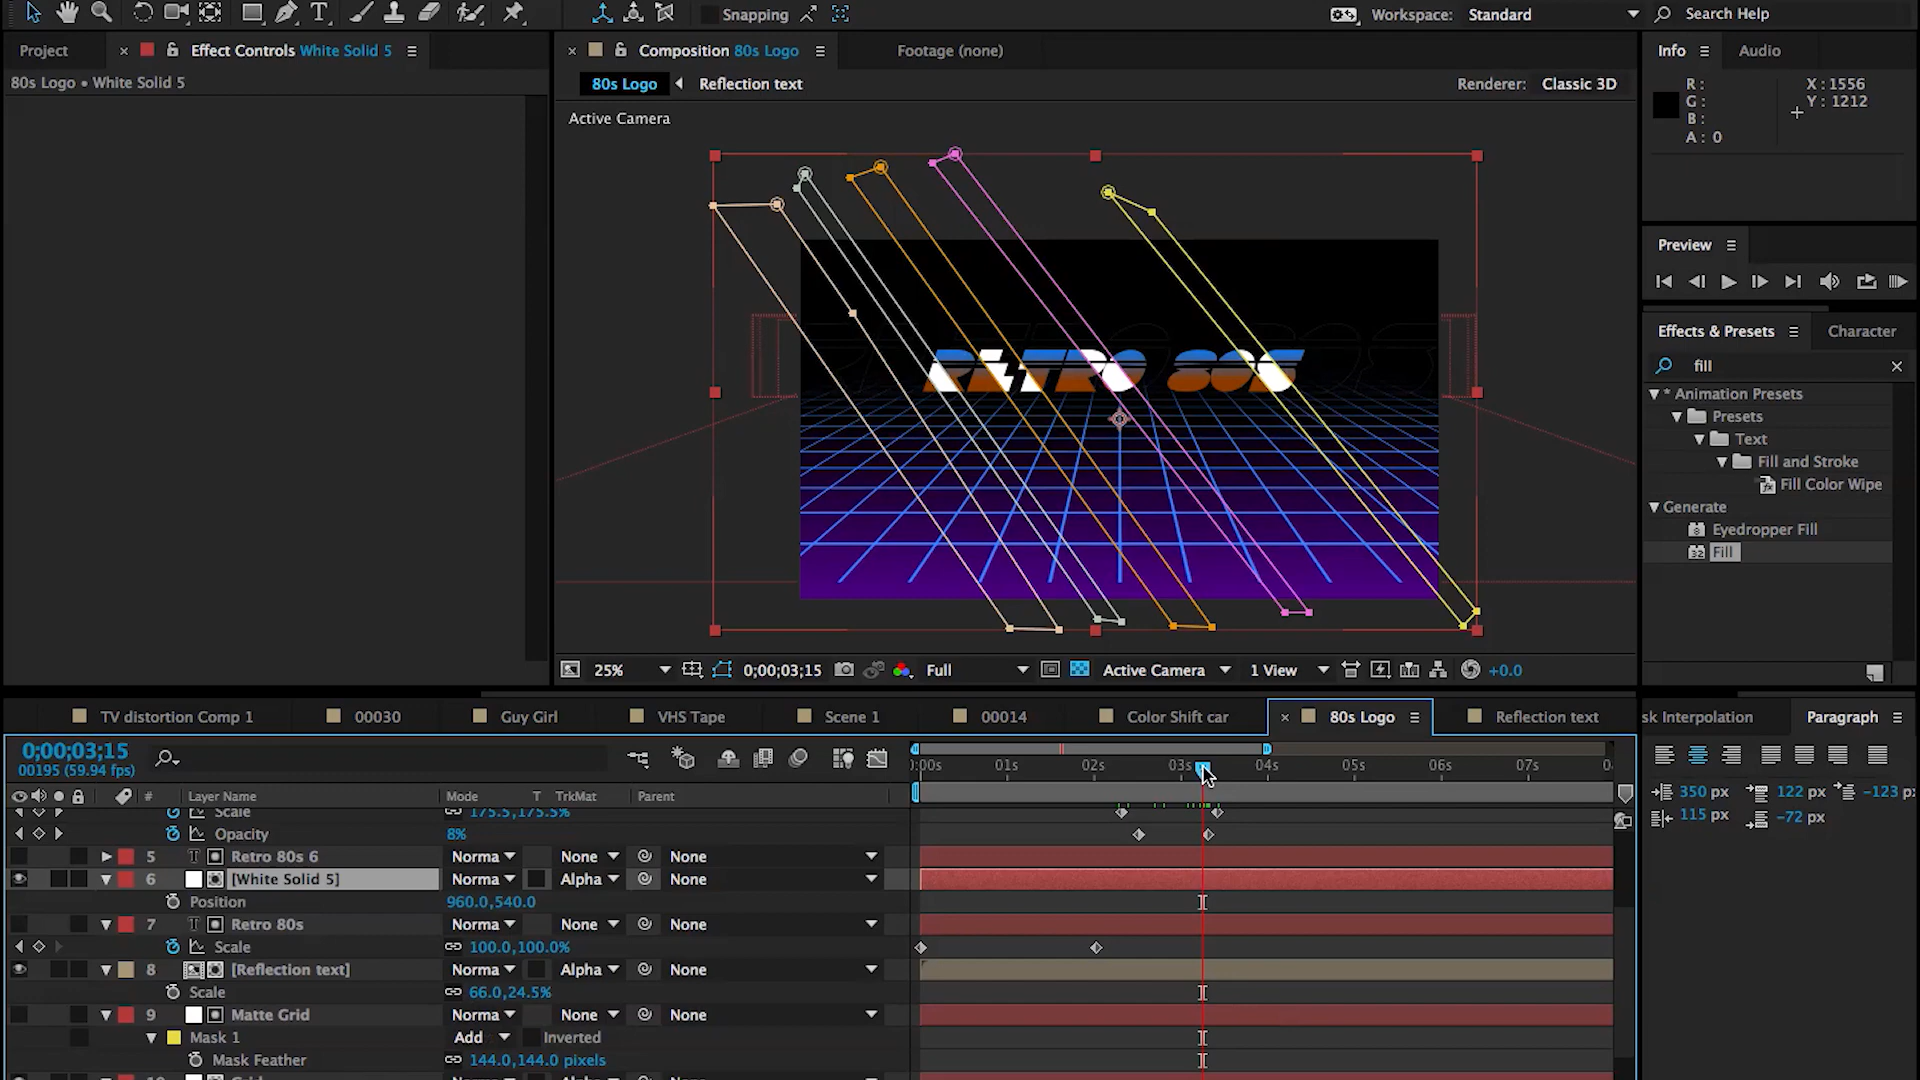 Snapping
Workspace: Standard
Search Help
Project
Effect Controls White Solid 5
80s Logo • White Solid 5
Composition 80s Logo
Footage (none)
80s Logo
Reflection text
Renderer: Classic 3D
Active Camera
RETRO 80S
25%
0;00;03;15
Full
Active Camera
1 View
+0.0
Info
Audio
R :
G :
B :
A : 0
X : 1556
Y : 1212
Preview
Effects & Presets
Character
fill
* Animation Presets
Presets
Text
Fill and Stroke
Fill Color Wipe
Generate
Eyedropper Fill
Fill
TV distortion Comp 1
00030
Guy Girl
VHS Tape
Scene 1
00014
Color Shift car
80s Logo
Reflection text
sk Interpolation
Paragraph
350 px
122 px
-123 p
115 px
-72 px
0;00;03;15
00195 (59.94 fps)
):00s 01s 02s 03s 04s 05s 06s 07s 0
# Layer Name Mode T TrkMat Parent
Scale 175.5,175.5%
Opacity 8%
5 Retro 80s 6 Norma None None
6 [White Solid 5] Norma Alpha None
Position 960.0,540.0
7 Retro 80s Norma None None
Scale 100.0,100.0%
8 [Reflection text] Norma Alpha None
Scale 66.0,24.5%
9 Matte Grid Norma None None
Mask 1 Add Inverted
Mask Feather 144.0,144.0 pixels